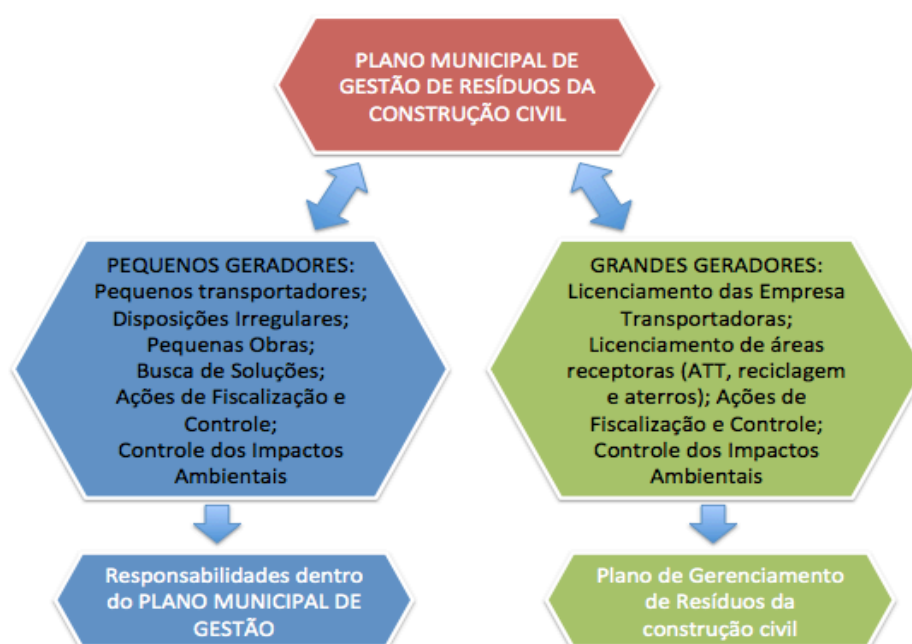 PLANO MUNICIPAL DE
GESTÃO DE RESÍDUOS DA
CONSTRUÇÃO CIVIL
PEQUENOS GERADORES:
Pequenos transportadores;
Disposições Irregulares;
Pequenas Obras;
Busca de Soluções;
Ações de Fiscalização e
Controle;
Controle dos Impactos
Ambientais
GRANDES GERADORES:
Licenciamento das Empresa
Transportadoras;
Licenciamento de áreas
receptoras (ATT, reciclagem
e aterros); Ações de
Fiscalização e Controle;
Controle dos Impactos
Ambientais
Responsabilidades dentro
do PLANO MUNICIPAL DE
GESTÃO
Plano de Gerenciamento
de Resíduos da
construção civil